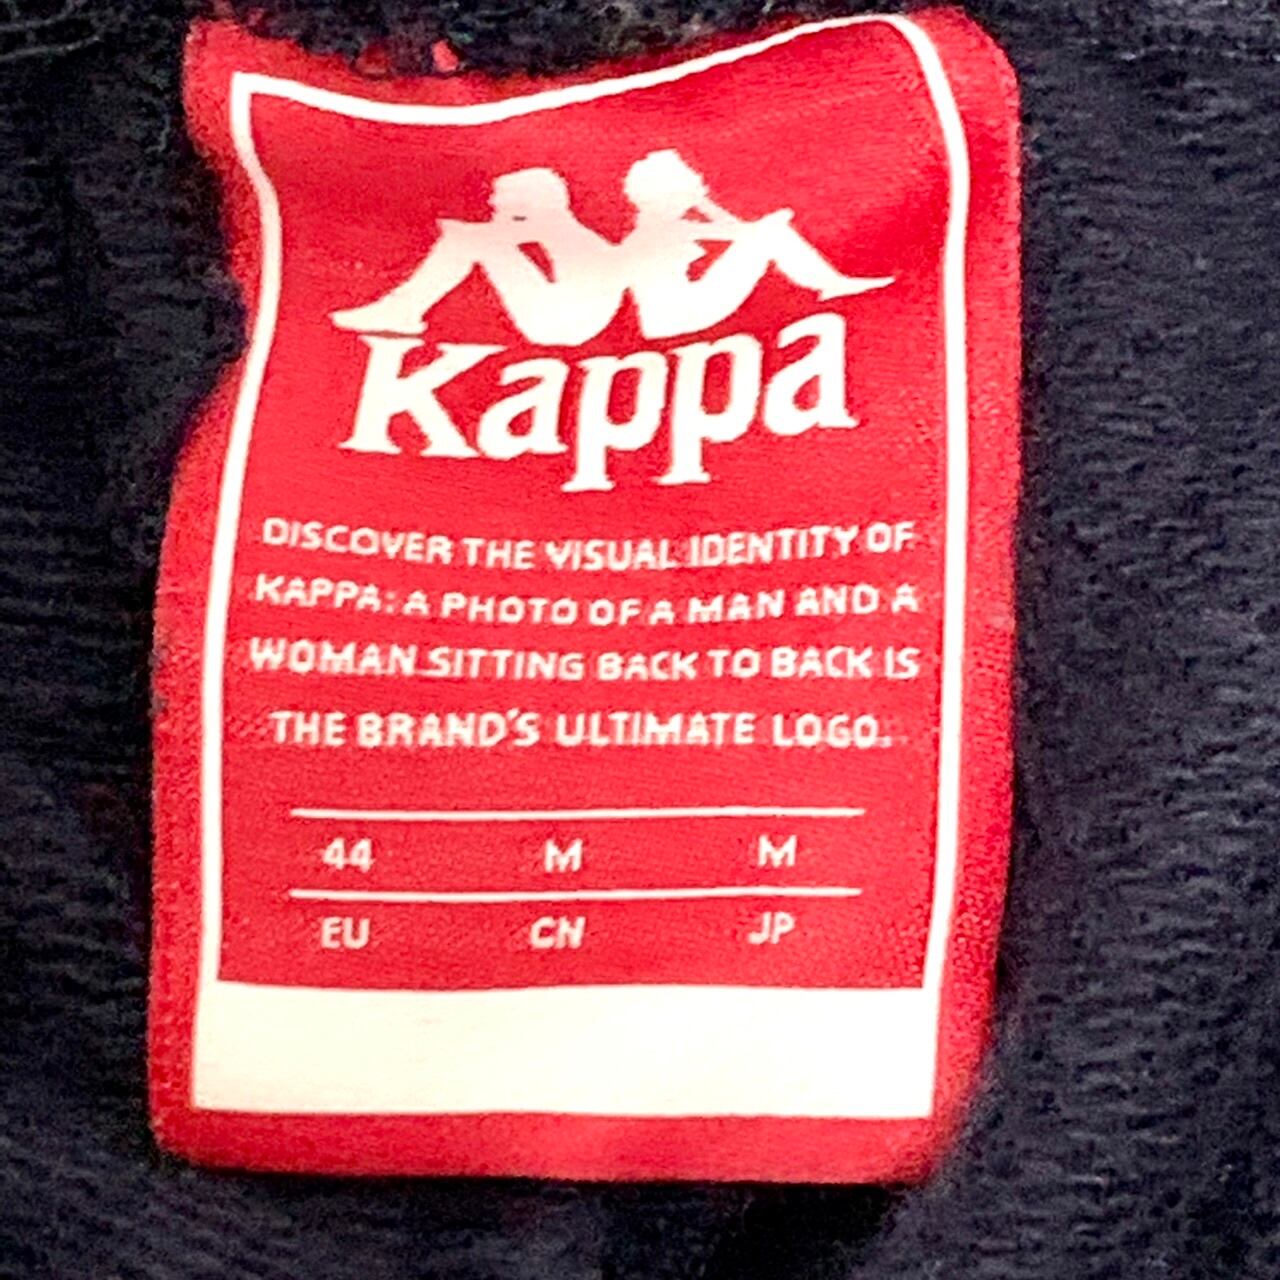 Kappa
DISCOVER THE VISUAL IDENTITY OF
KAPPA: A PHOTO OF A MAN AND A
WOMAN SITTING BACK TO BACK IS
THE BRAND'S ULTIMATE LOGO.
44 M M
EU CN JP